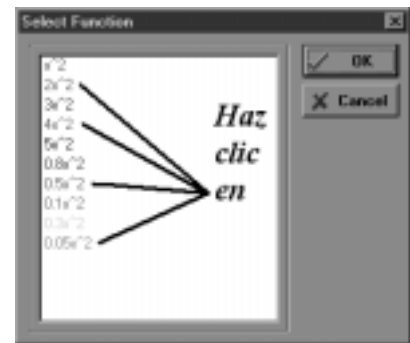 Select Function
x^2
2x^2
3x^2
4x^2
5x^2
0.8x^2
0.5x^2
0.1x^2
0.3x^2
0.05x^2
Haz
clic
en
OK
Cancel